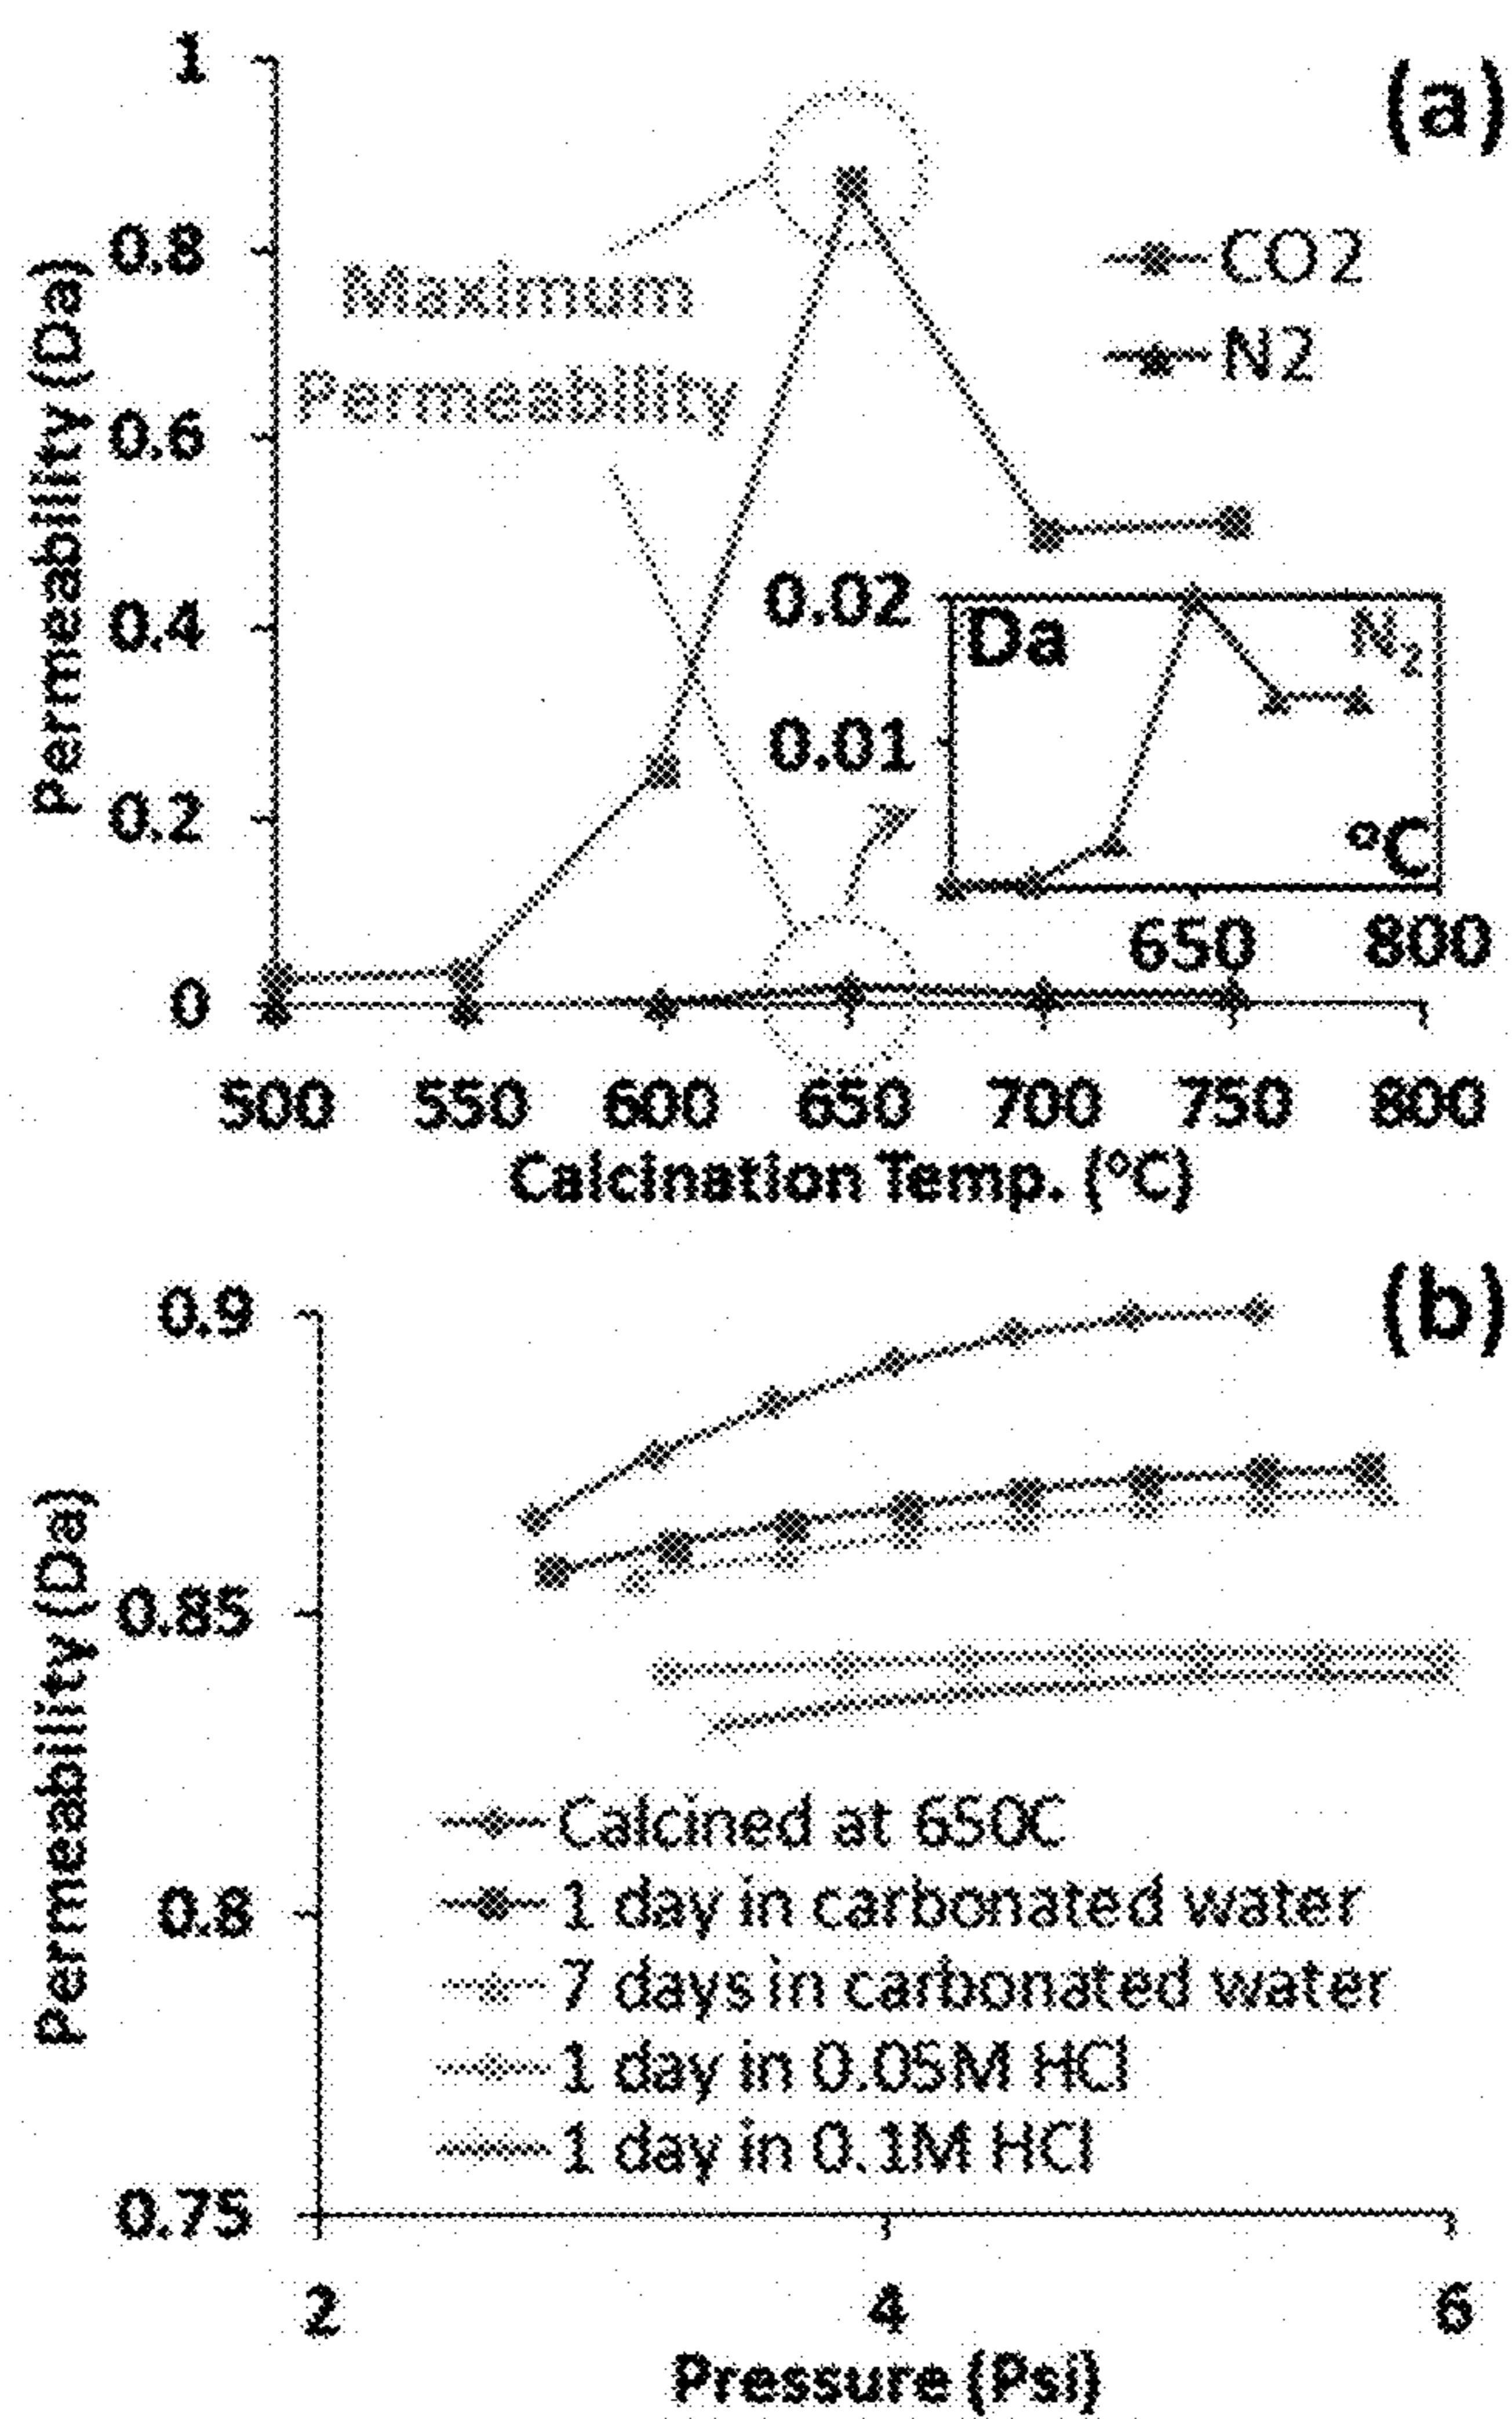 (a)
1
0.8
0.6
0.4
0.2
0
Permeability (Da)
Maximum
Permeability
CO2
N2
0.02
0.01
Da
N₂
°C
650
800
500 550 600 650 700 750 800
Calcination Temp. (°C)
(b)
0.9
0.85
0.8
0.75
Permeability (Da)
Calcined at 650C
1 day in carbonated water
7 days in carbonated water
1 day in 0.05M HCl
1 day in 0.1M HCl
2 4 6
Pressure (Psi)